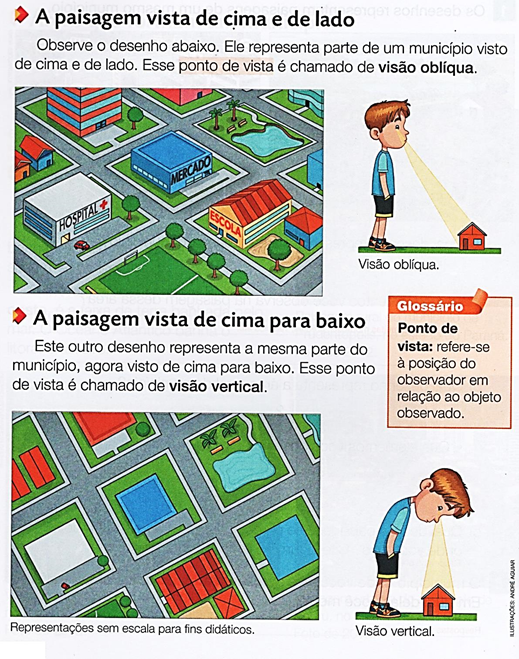 A paisagem vista de cima e de lado
Observe o desenho abaixo. Ele representa parte de um município visto
de cima e de lado. Esse ponto de vista é chamado de visão oblíqua.
HOSPITAL
MERCADO
ESCOLA
Visão oblíqua.
A paisagem vista de cima para baixo
Este outro desenho representa a mesma parte do
município, agora visto de cima para baixo. Esse ponto
de vista é chamado de visão vertical.
Glossário
Ponto de
vista: refere-se
à posição do
observador em
relação ao objeto
observado.
Representações sem escala para fins didáticos.
Visão vertical.
ILUSTRAÇÕES: ANDRÉ AGUIAR